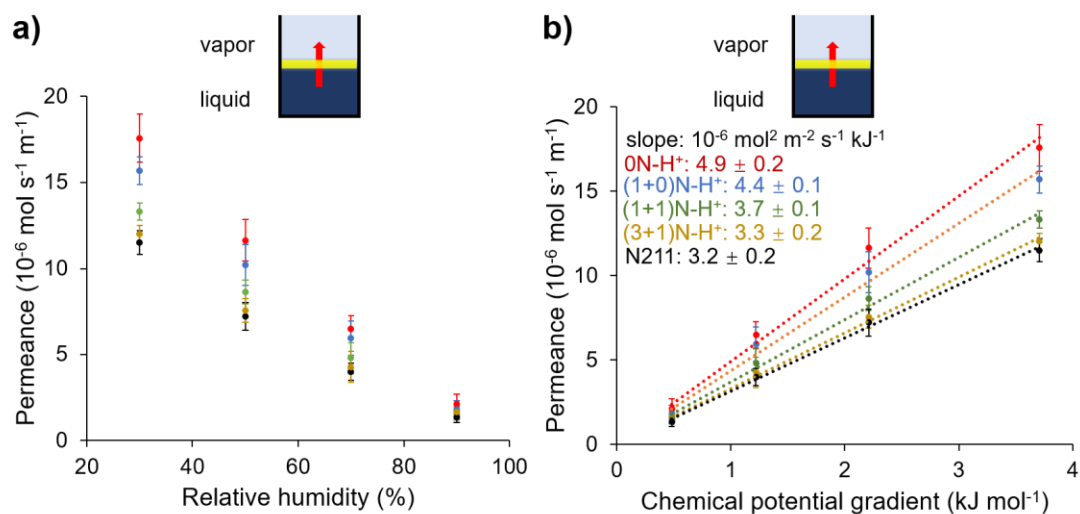 a)
vapor
liquid
20
15
10
5
0
Permeance (10⁻⁶ mol s⁻¹ m⁻¹)
20
40
60
80
100
Relative humidity (%)
b)
vapor
liquid
20
15
10
5
0
Permeance (10⁻⁶ mol s⁻¹ m⁻¹)
slope: 10⁻⁶ mol² m⁻² s⁻¹ kJ⁻¹
0N-H⁺: 4.9 ± 0.2
(1+0)N-H⁺: 4.4 ± 0.1
(1+1)N-H⁺: 3.7 ± 0.1
(3+1)N-H⁺: 3.3 ± 0.2
N211: 3.2 ± 0.2
0
1
2
3
4
Chemical potential gradient (kJ mol⁻¹)